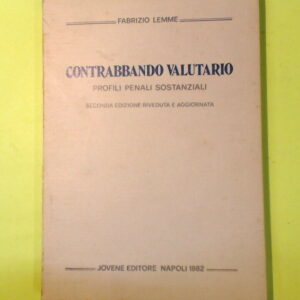 FABRIZIO LEMME
CONTRABBANDO VALUTARIO
PROFILI PENALI SOSTANZIALI
SECONDA EDIZIONE RIVEDUTA E AGGIORNATA
JOVENE EDITORE NAPOLI 1982